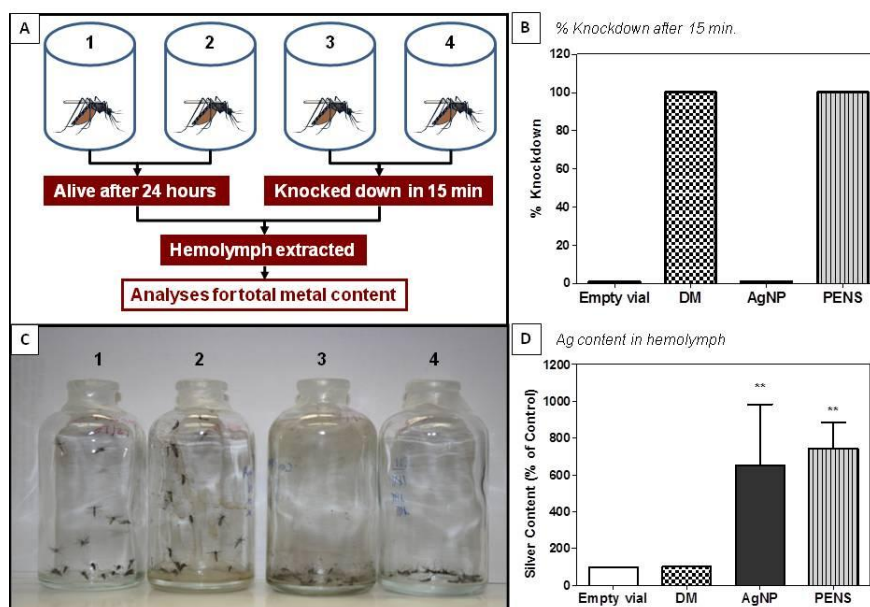 A
1 2 3 4
Alive after 24 hours
Knocked down in 15 min
Hemolymph extracted
Analyses for total metal content
B
% Knockdown after 15 min.
% Knockdown
120
100
80
60
40
20
0
Empty vial DM AgNP PENS
C
1 2 3 4
D
Ag content in hemolymph
Silver Content (% of Control)
1200
1000
800
600
400
200
0
** **
Empty vial DM AgNP PENS